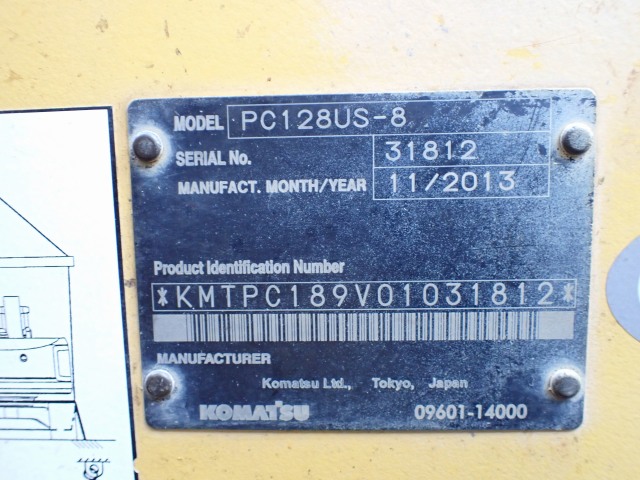 MODEL PC128US-8
SERIAL No. 31812
MANUFACT. MONTH/YEAR 11/2013
Product Identification Number
*KMTPC189V01031812*
MANUFACTURER
Komatsu Ltd., Tokyo, Japan
KOMATSU 09601-14000